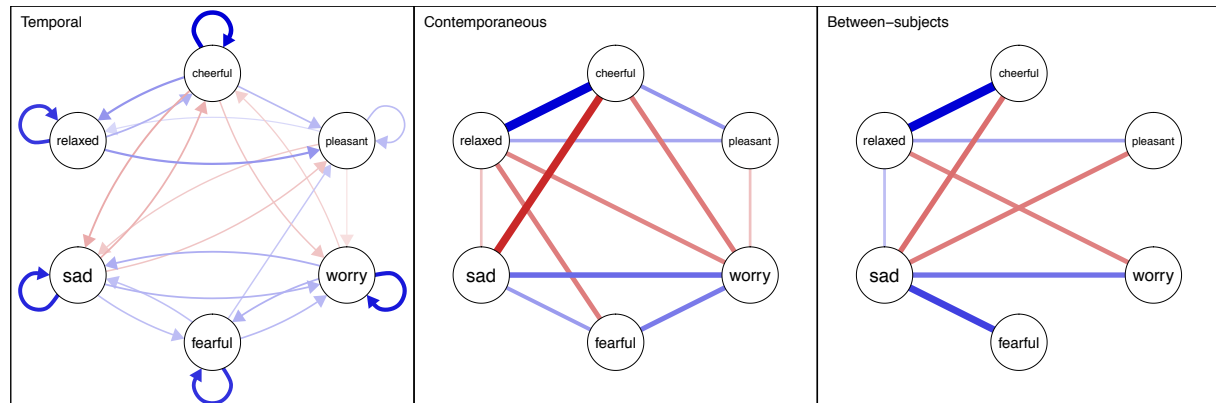 Temporal
cheerful
relaxed
pleasant
sad
worry
fearful
Contemporaneous
cheerful
relaxed
pleasant
sad
worry
fearful
Between−subjects
cheerful
relaxed
pleasant
sad
worry
fearful